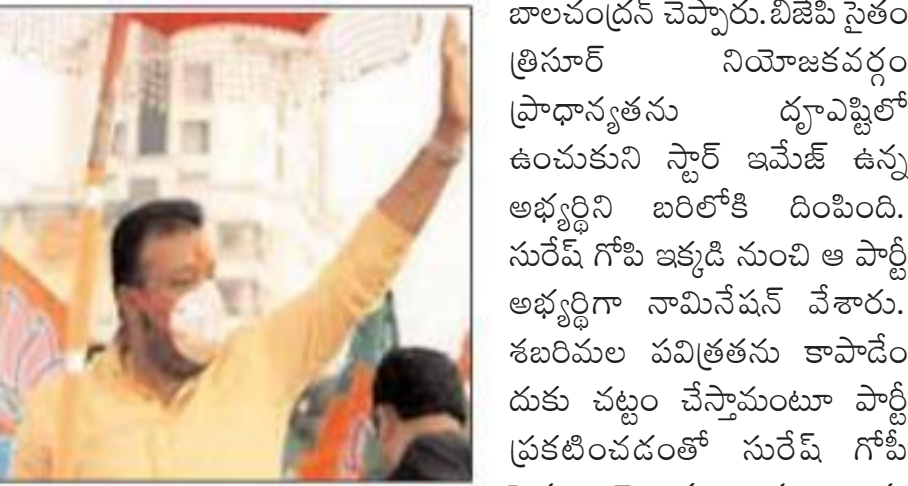 బాలచంద్రన్ చెప్పారు.బీజేపీ సైతం
త్రిసూర్ నియోజకవర్గం
ప్రాధాన్యతను దృఎష్టిలో
ఉంచుకుని స్టార్ ఇమేజ్ ఉన్న
అభ్యర్థిని బరిలోకి దింపింది.
సురేష్ గోపి ఇక్కడి నుంచి ఆ పార్టీ
అభ్యర్థిగా నామినేషన్ వేశారు.
శబరిమల పవిత్రతను కాపాడేం
దుకు చట్టం చేస్తామంటూ పార్టీ
ప్రకటించడంతో సురేష్ గోపీ